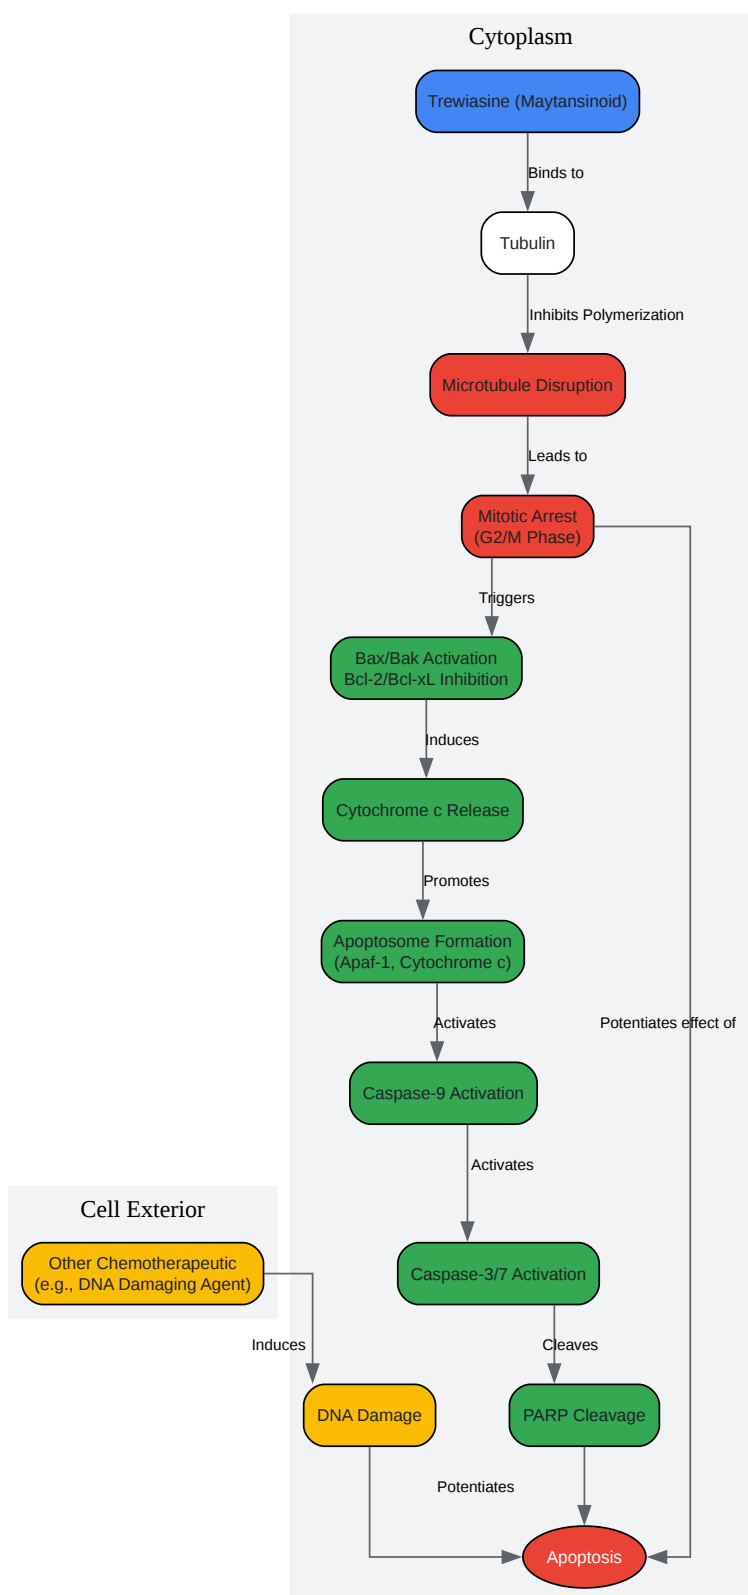 Cytoplasm
Trewiasine (Maytansinoid)
Binds to
Tubulin
Inhibits Polymerization
Microtubule Disruption
Leads to
Mitotic Arrest
(G2/M Phase)
Triggers
Bax/Bak Activation
Bcl-2/Bcl-xL Inhibition
Induces
Cytochrome c Release
Promotes
Apoptosome Formation
(Apaf-1, Cytochrome c)
Activates
Potentiates effect of
Caspase-9 Activation
Activates
Cell Exterior
Other Chemotherapeutic
(e.g., DNA Damaging Agent)
Caspase-3/7 Activation
Induces
Cleaves
DNA Damage
PARP Cleavage
Potentiates
Apoptosis